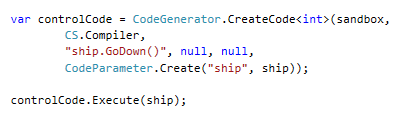 var controlCode = CodeGenerator.CreateCode<int>(sandbox,
CS.Compiler,
"ship.GoDown()", null, null,
CodeParameter.Create("ship", ship));
controlCode.Execute(ship);